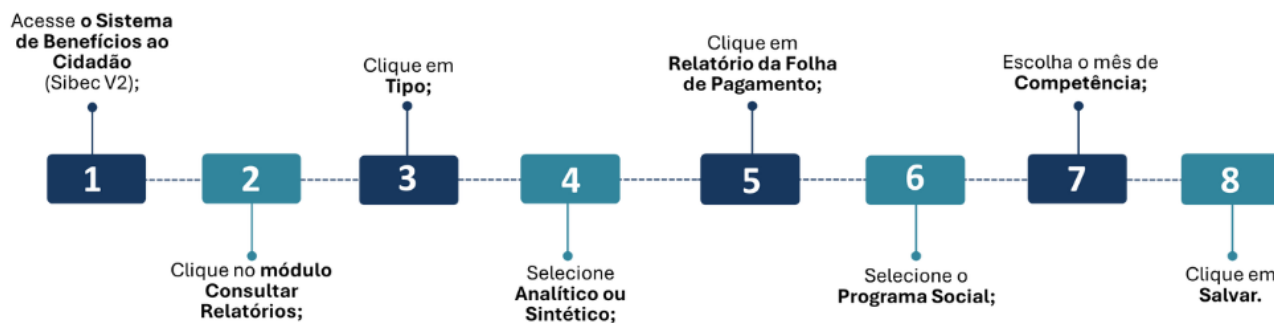 Acesse o Sistema
de Benefícios ao
Cidadão
(Sibec V2);
1
2
Clique no módulo
Consultar
Relatórios;
Clique em
Tipo;
3
4
Selecione
Analítico ou
Sintético;
Clique em
Relatório da Folha
de Pagamento;
5
6
Selecione o
Programa Social;
Escolha o mês de
Competência;
7
8
Clique em
Salvar.